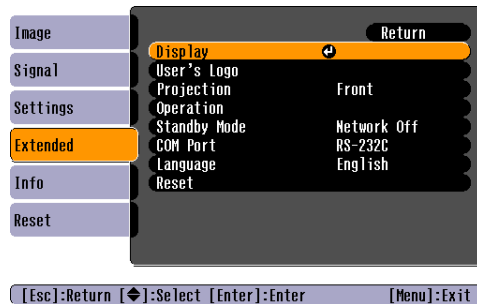 Image
Signal
Settings
Extended
Info
Reset
Return
Display
User's Logo
Projection Front
Operation
Standby Mode Network Off
COM Port RS-232C
Language English
Reset
[Esc]:Return [◆]:Select [Enter]:Enter [Menu]:Exit